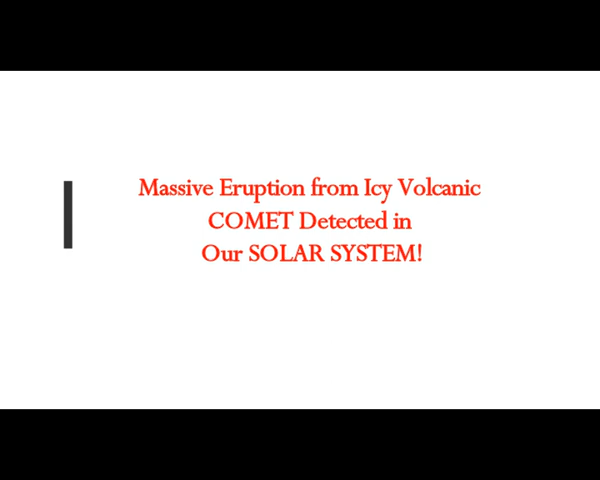 Massive Eruption from Icy Volcanic
COMET Detected in
Our SOLAR SYSTEM!